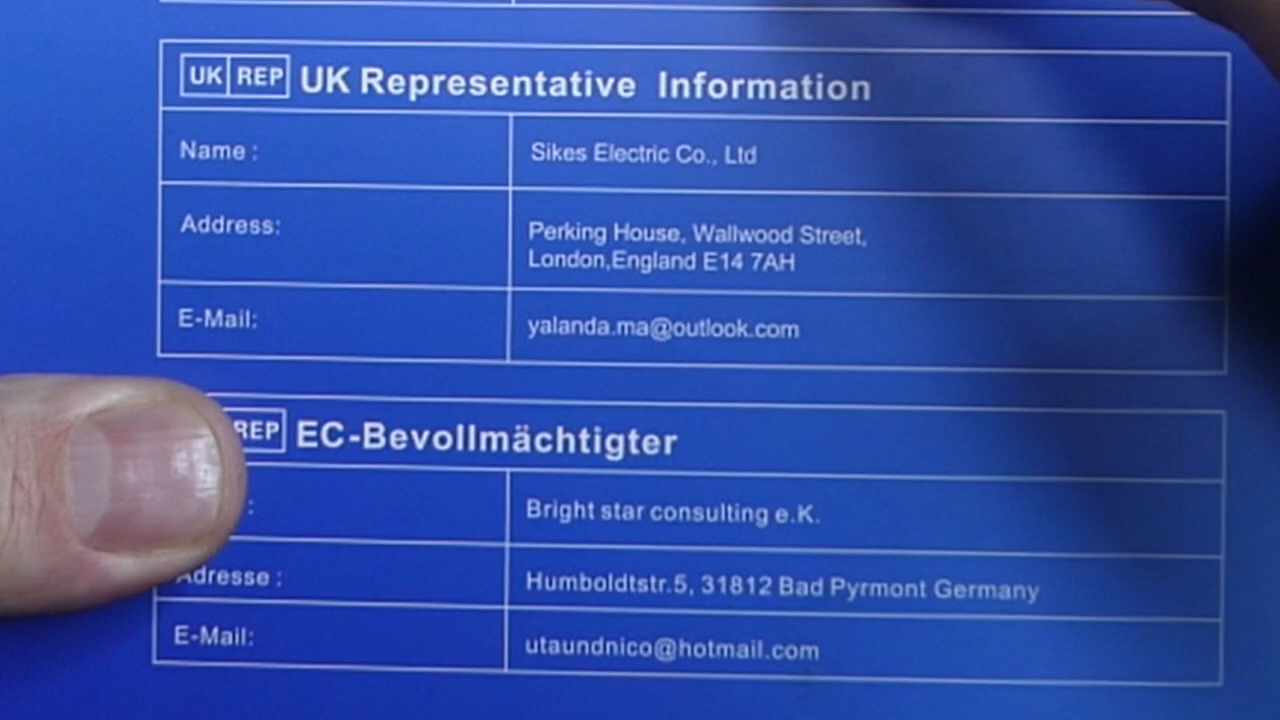 UK REP UK Representative Information
Name : Sikes Electric Co., Ltd
Address: Perking House, Wallwood Street,
London,England E14 7AH
E-Mail: yalanda.ma@outlook.com
REP EC-Bevollmächtigter
: Bright star consulting e.K.
Adresse : Humboldtstr.5, 31812 Bad Pyrmont Germany
E-Mail: utaundnico@hotmail.com